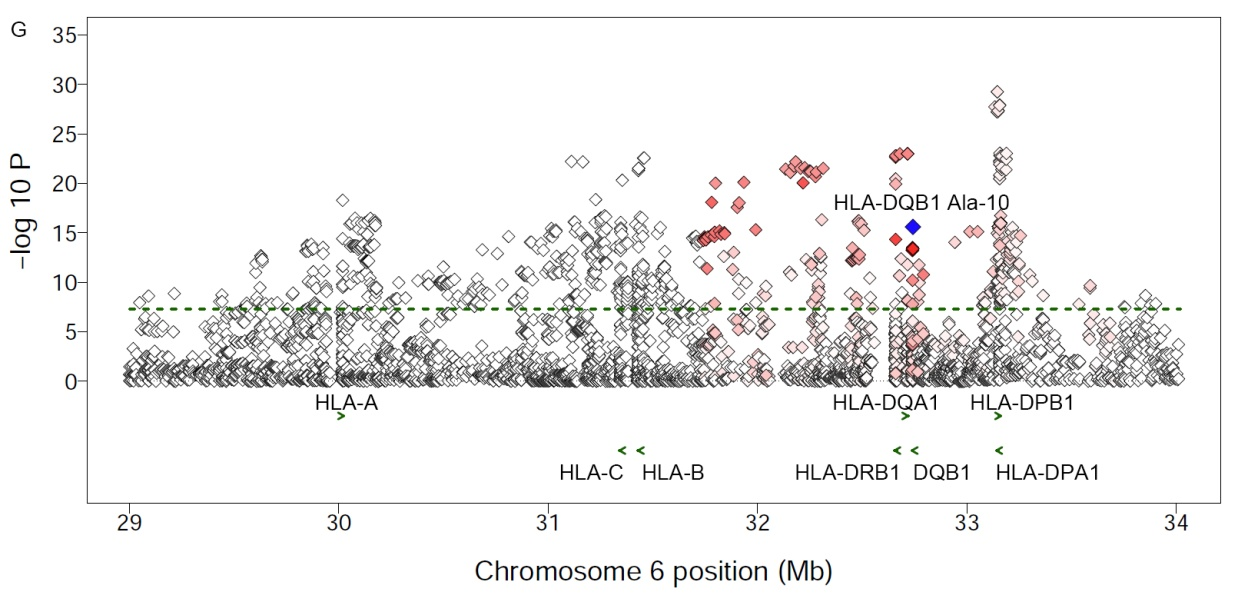 G
−log 10 P
35
30
25
20
15
10
5
0
HLA-DQB1 Ala-10
HLA-A
HLA-DQA1
HLA-DPB1
HLA-C
HLA-B
HLA-DRB1
DQB1
HLA-DPA1
29
30
31
32
33
34
Chromosome 6 position (Mb)